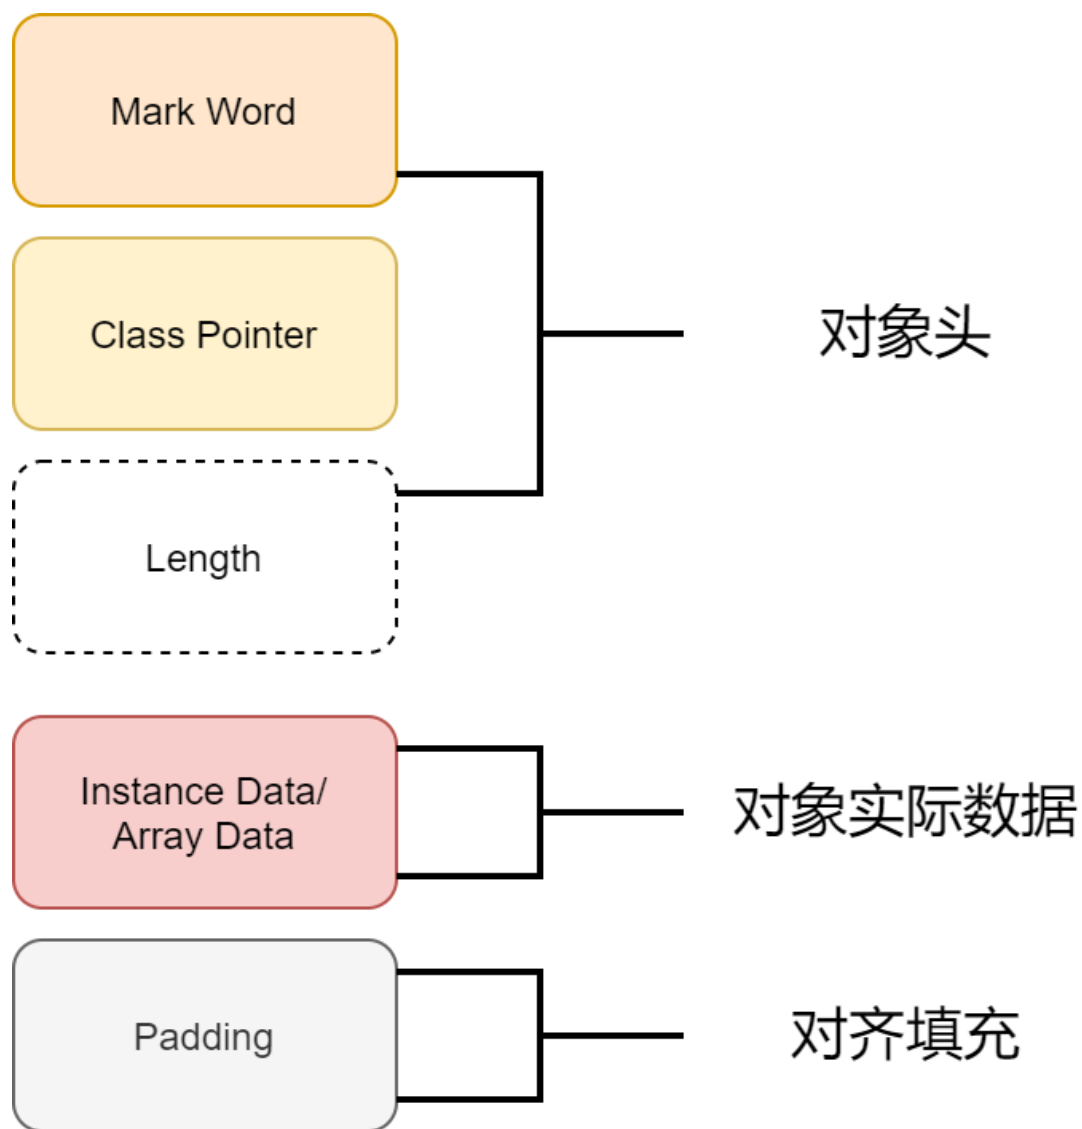 Mark Word
Class Pointer
对象头
Length
Instance Data/
Array Data
对象实际数据
Padding
对齐填充